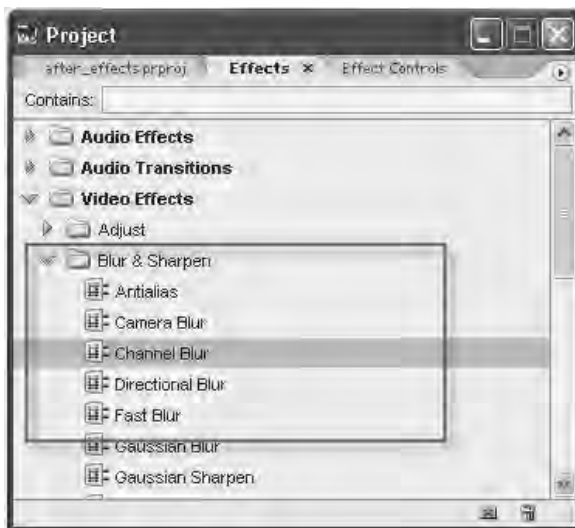 Project
after_effects.prproj Effects × Effect Controls
Contains:
Audio Effects
Audio Transitions
Video Effects
Adjust
Blur & Sharpen
Antialias
Camera Blur
Channel Blur
Directional Blur
Fast Blur
Gaussian Blur
Gaussian Sharpen